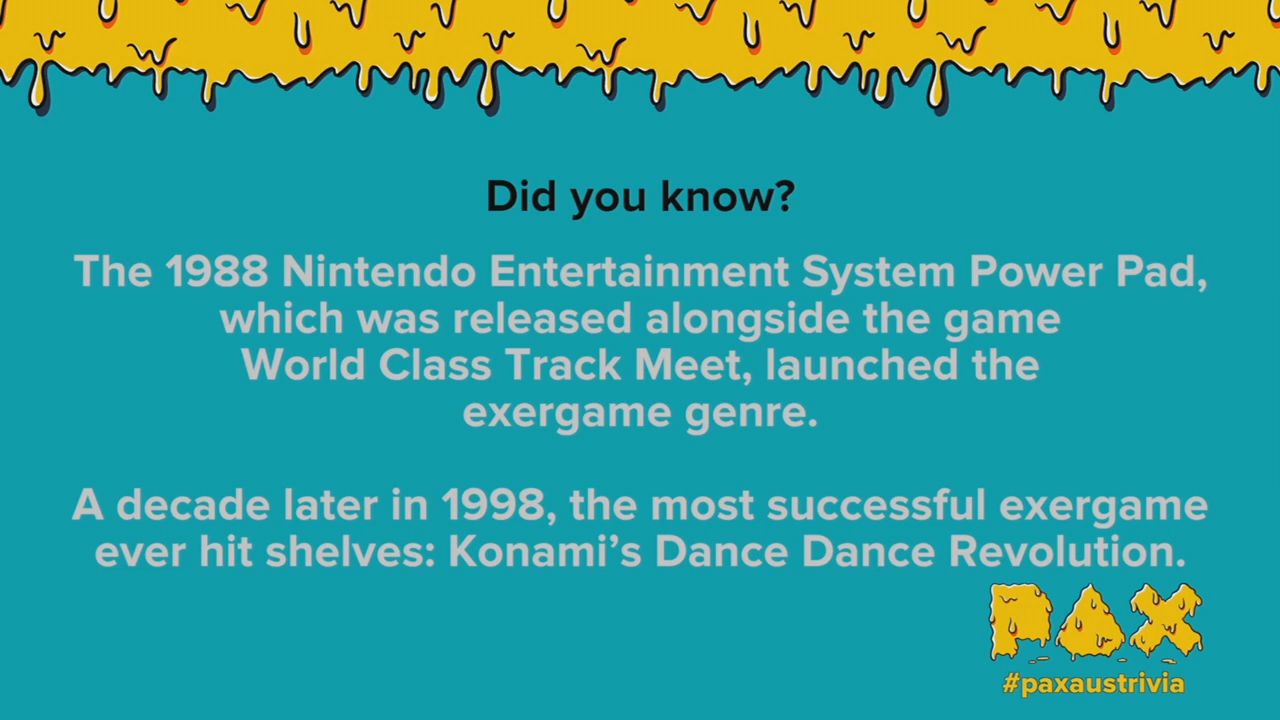 Did you know?
The 1988 Nintendo Entertainment System Power Pad,
which was released alongside the game
World Class Track Meet, launched the
exergame genre.
A decade later in 1998, the most successful exergame
ever hit shelves: Konami’s Dance Dance Revolution.
PAX
#paxaustrivia